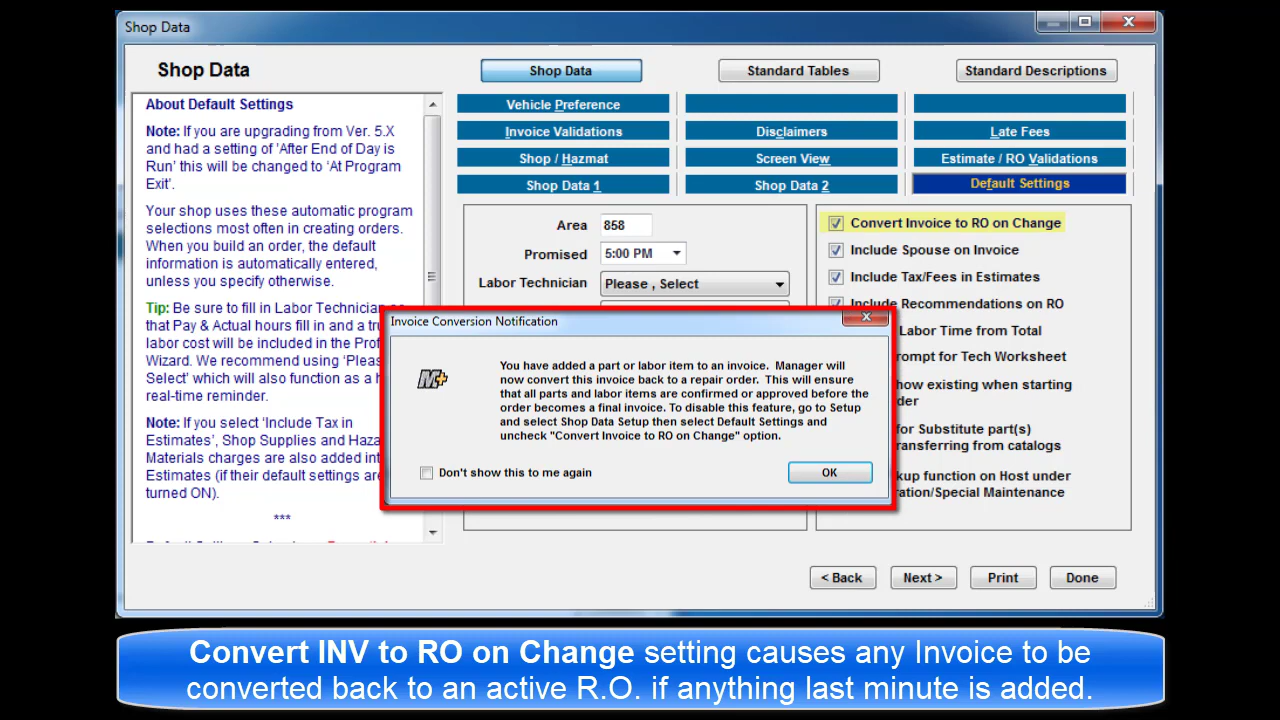 Shop Data
Shop Data
Shop Data
Standard Tables
Standard Descriptions
About Default Settings
Note: If you are upgrading from Ver. 5.X
and had a setting of 'After End of Day is
Run' this will be changed to 'At Program
Exit'.
Your shop uses these automatic program
selections most often in creating orders.
When you build an order, the default
information is automatically entered,
unless you specify otherwise.
Tip: Be sure to fill in Labor Technician
that Pay & Actual hours fill in and a
labor cost will be included in the
Wizard. We recommend using
Select' which will also function as a
real-time reminder.
Note: If you select 'Include Tax in
Estimates', Shop Supplies and
Materials charges are also added
Estimates (if their default settings are
turned ON).
***
Vehicle Preference
Invoice Validations
Disclaimers
Late Fees
Shop / Hazmat
Screen View
Estimate / RO Validations
Shop Data 1
Shop Data 2
Default Settings
Area 858
Promised 5:00 PM
Labor Technician Please , Select
Convert Invoice to RO on Change
Include Spouse on Invoice
Include Tax/Fees in Estimates
Include Recommendations on RO
Labor Time from Total
for Tech Worksheet
existing when starting
for Substitute part(s)
from catalogs
function on Host under
Maintenance
Invoice Conversion Notification
M+
You have added a part or labor item to an invoice. Manager will
now convert this invoice back to a repair order. This will ensure
that all parts and labor items are confirmed or approved before the
order becomes a final invoice. To disable this feature, go to Setup
and select Shop Data Setup then select Default Settings and
uncheck "Convert Invoice to RO on Change" option.
Don't show this to me again
OK
< Back
Next >
Print
Done
Convert INV to RO on Change setting causes any Invoice to be
converted back to an active R.O. if anything last minute is added.